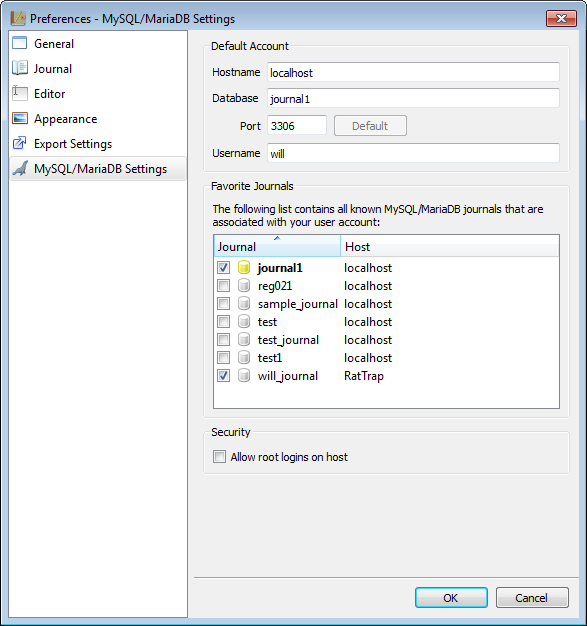 Preferences - MySQL/MariaDB Settings
General
Journal
Editor
Appearance
Export Settings
MySQL/MariaDB Settings
Default Account
Hostname localhost
Database journal1
Port 3306 Default
Username will
Favorite Journals
The following list contains all known MySQL/MariaDB journals that are
associated with your user account:
Journal Host
journal1 localhost
reg021 localhost
sample_journal localhost
test localhost
test_journal localhost
test1 localhost
will_journal RatTrap
Security
Allow root logins on host
OK Cancel